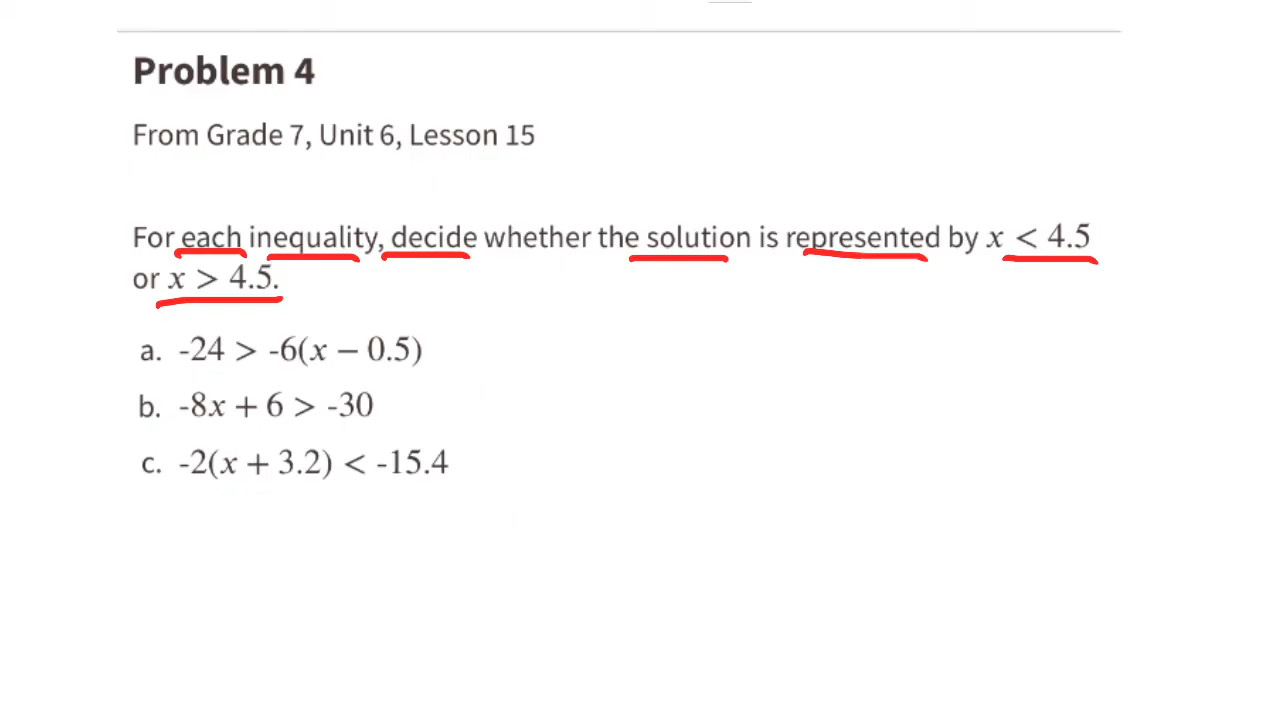 Problem 4
From Grade 7, Unit 6, Lesson 15
For each inequality, decide whether the solution is represented by x < 4.5
or x > 4.5.
a. -24 > -6(x − 0.5)
b. -8x + 6 > -30
c. -2(x + 3.2) < -15.4